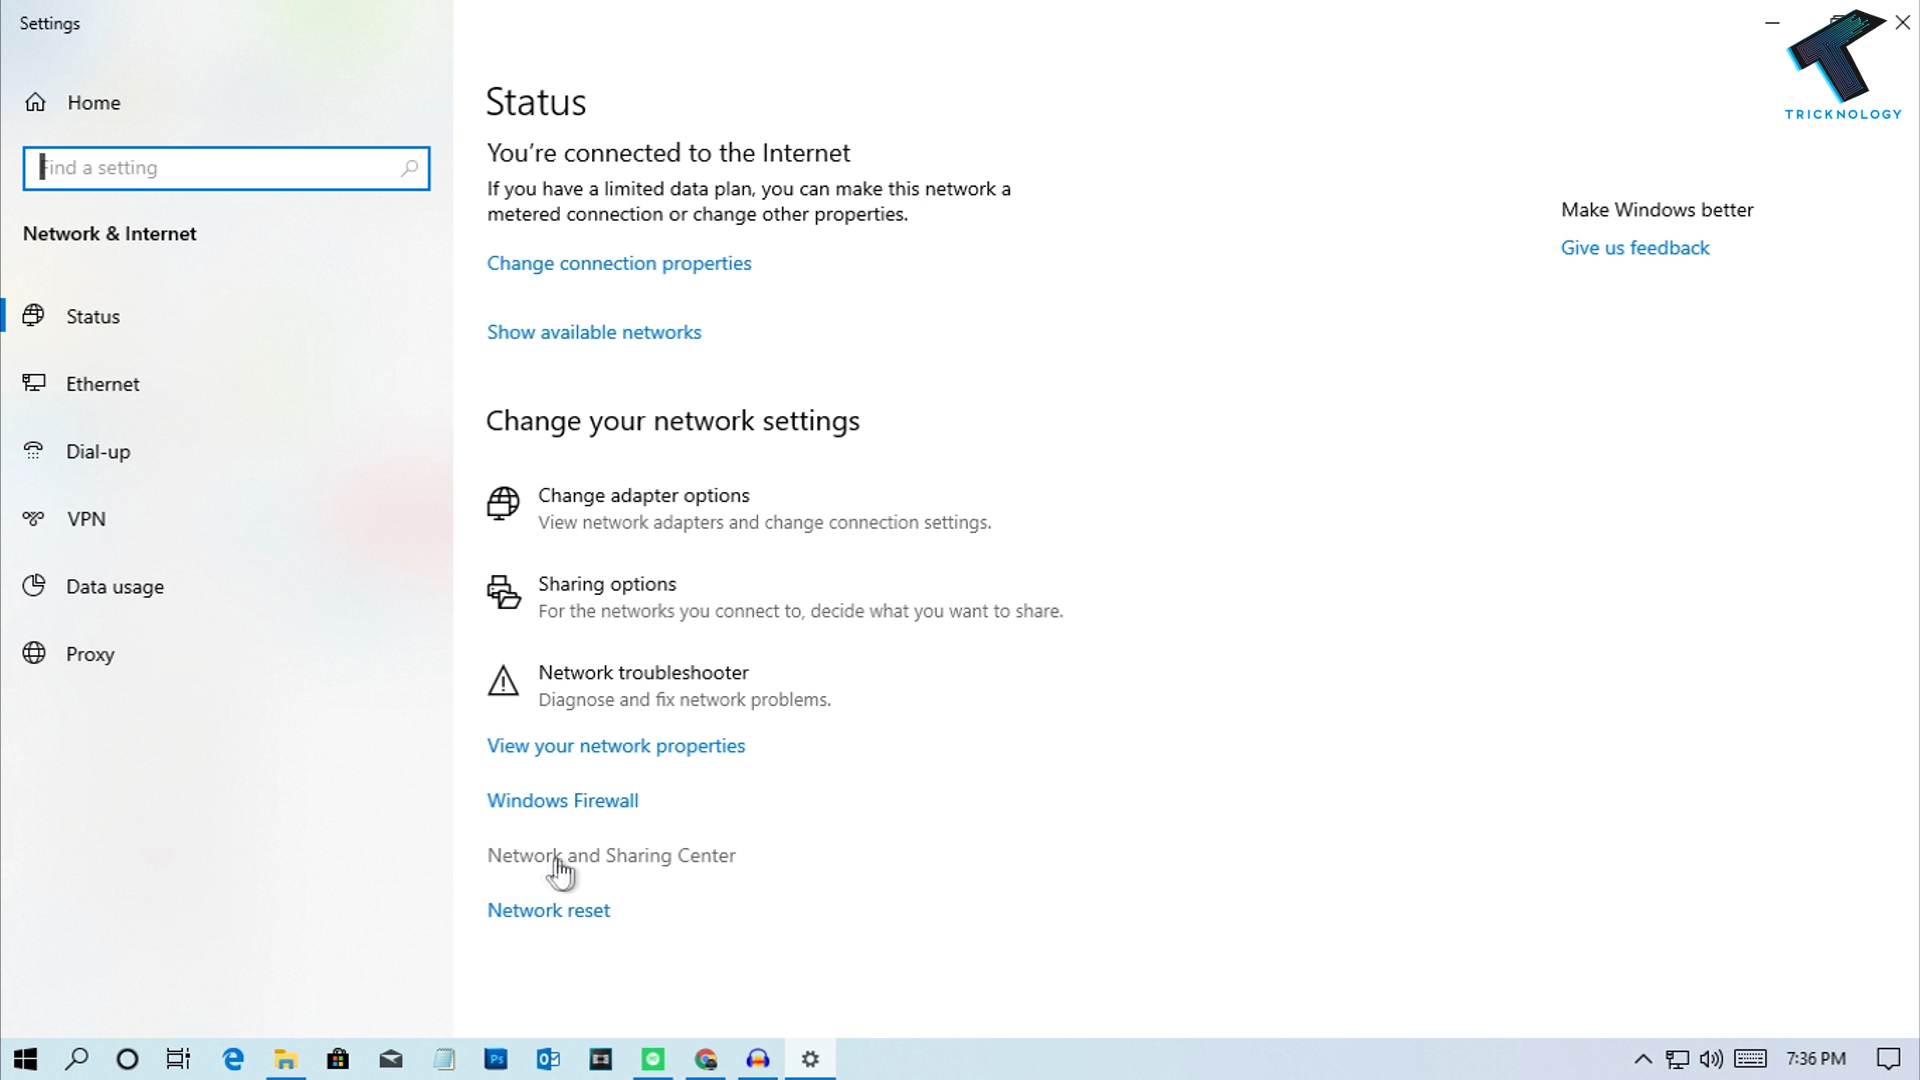 Settings
Home
Find a setting
Network & Internet
Status
Ethernet
Dial-up
VPN
Data usage
Proxy
Status
You're connected to the Internet
If you have a limited data plan, you can make this network a
metered connection or change other properties.
Change connection properties
Show available networks
Change your network settings
Change adapter options
View network adapters and change connection settings.
Sharing options
For the networks you connect to, decide what you want to share.
Network troubleshooter
Diagnose and fix network problems.
View your network properties
Windows Firewall
Network and Sharing Center
Network reset
TRICKNOLOGY
Make Windows better
Give us feedback
Ps
7:36 PM